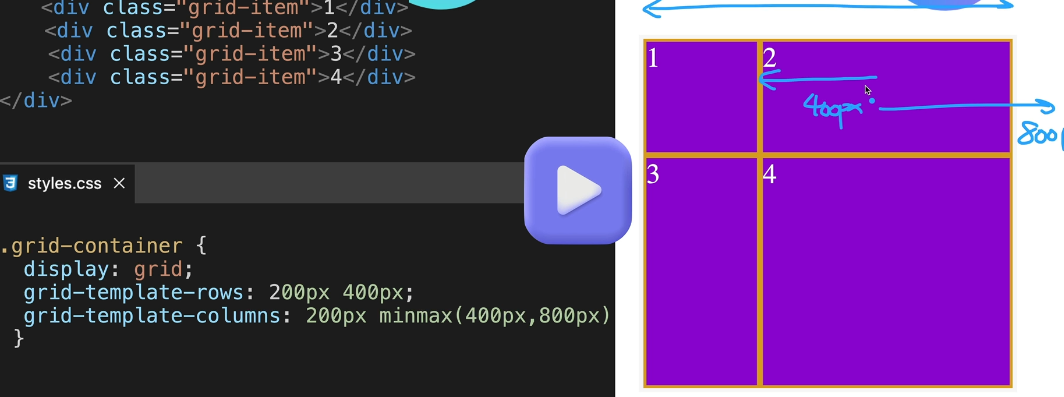 <div class="grid-item">1</div>
<div class="grid-item">2</div>
<div class="grid-item">3</div>
<div class="grid-item">4</div>
</div>
styles.css
.grid-container {
display: grid;
grid-template-rows: 200px 400px;
grid-template-columns: 200px minmax(400px,800px)
}
1
2
400px
800
3
4